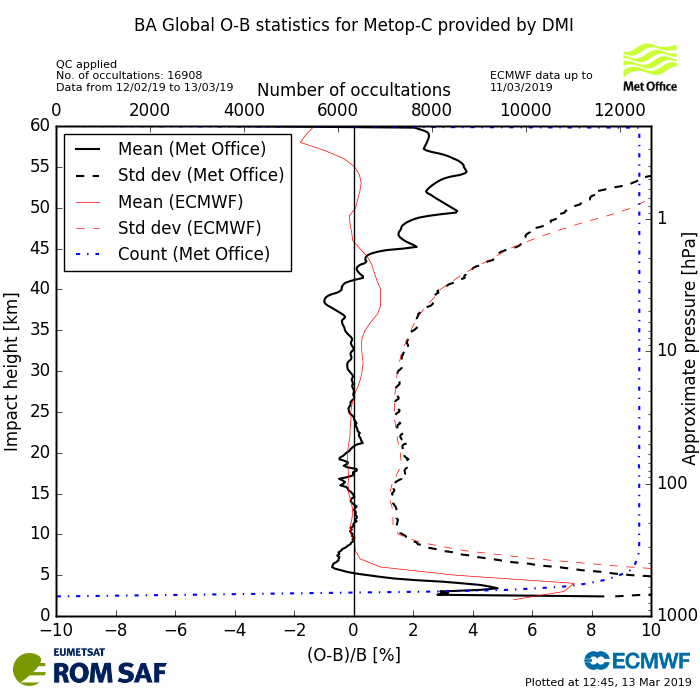 BA Global O-B statistics for Metop-C provided by DMI
QC applied
No. of occultations: 16908
Data from 12/02/19 to 13/03/19
ECMWF data up to
11/03/2019
Met Office
Number of occultations
0 2000 4000 6000 8000 10000 12000
Mean (Met Office)
Std dev (Met Office)
Mean (ECMWF)
Std dev (ECMWF)
Count (Met Office)
Impact height [km]
60
55
50
45
40
35
30
25
20
15
10
5
0
Approximate pressure [hPa]
1
10
100
1000
−10 −8 −6 −4 −2 0 2 4 6 8 10
(O-B)/B [%]
EUMETSAT
ROM SAF
ECMWF
Plotted at 12:45, 13 Mar 2019